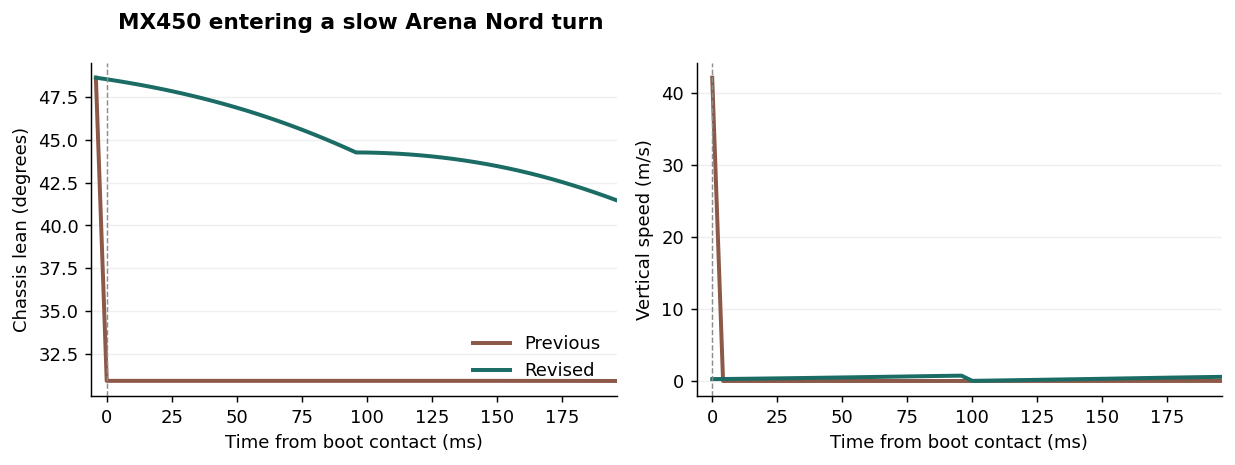 MX450 entering a slow Arena Nord turn
Chassis lean (degrees)
47.5
45.0
42.5
40.0
37.5
35.0
32.5
Previous
Revised
0 25 50 75 100 125 150 175
Time from boot contact (ms)
Vertical speed (m/s)
40
30
20
10
0
0 25 50 75 100 125 150 175
Time from boot contact (ms)